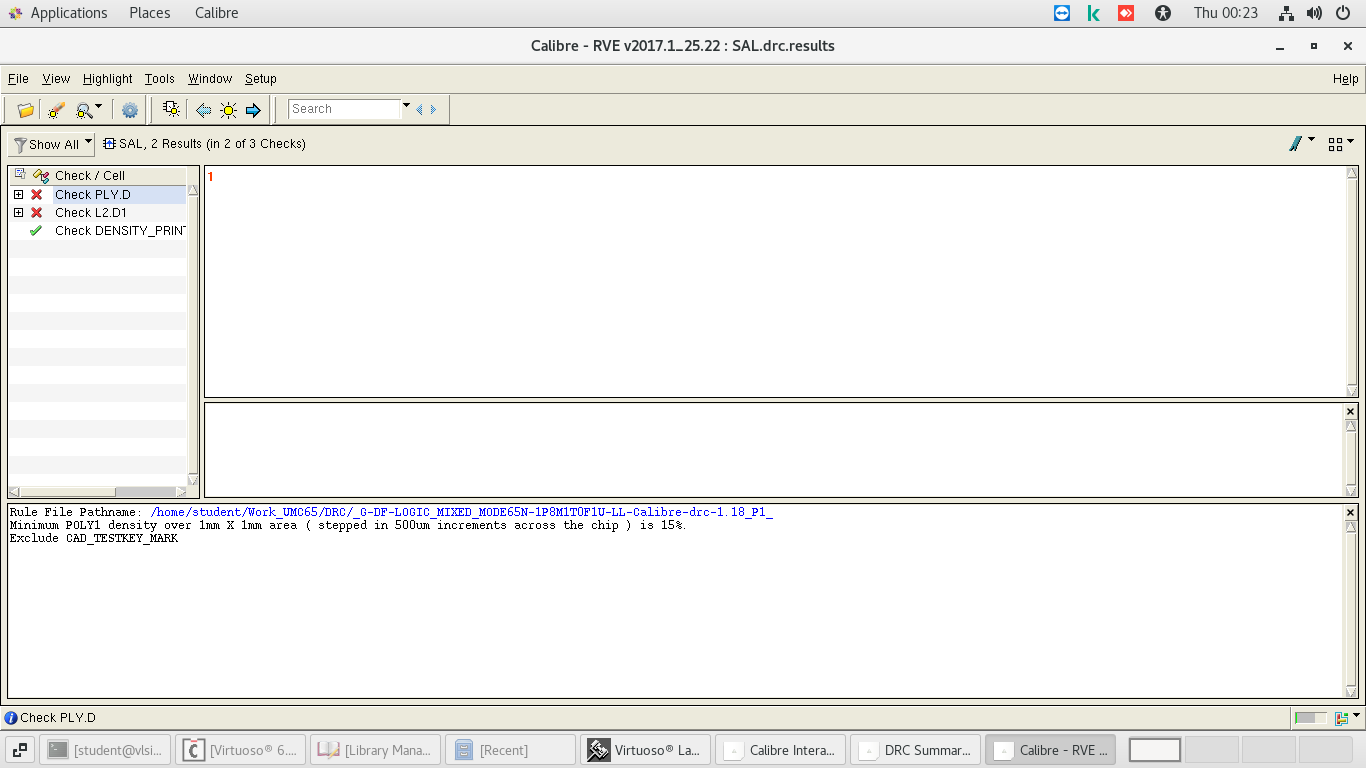 Applications Places Calibre Thu 00:23
Calibre - RVE v2017.1_25.22 : SAL.drc.results
File View Highlight Tools Window Setup Help
Search
Show All SAL, 2 Results (in 2 of 3 Checks)
Check / Cell
Check PLY.D
Check L2.D1
Check DENSITY_PRINT
1
Rule File Pathname: /home/student/Work_UMC65/DRC/_G-DF-LOGIC_MIXED_MODE65N-1P8M1T0F1U-LL-Calibre-drc-1.18_P1_
Minimum POLY1 density over 1mm X 1mm area ( stepped in 500um increments across the chip ) is 15%.
Exclude CAD_TESTKEY_MARK
Check PLY.D
[student@vlsi... [Virtuoso® 6.... [Library Mana... [Recent] Virtuoso® La... Calibre Intera... DRC Summar... Calibre - RVE ...